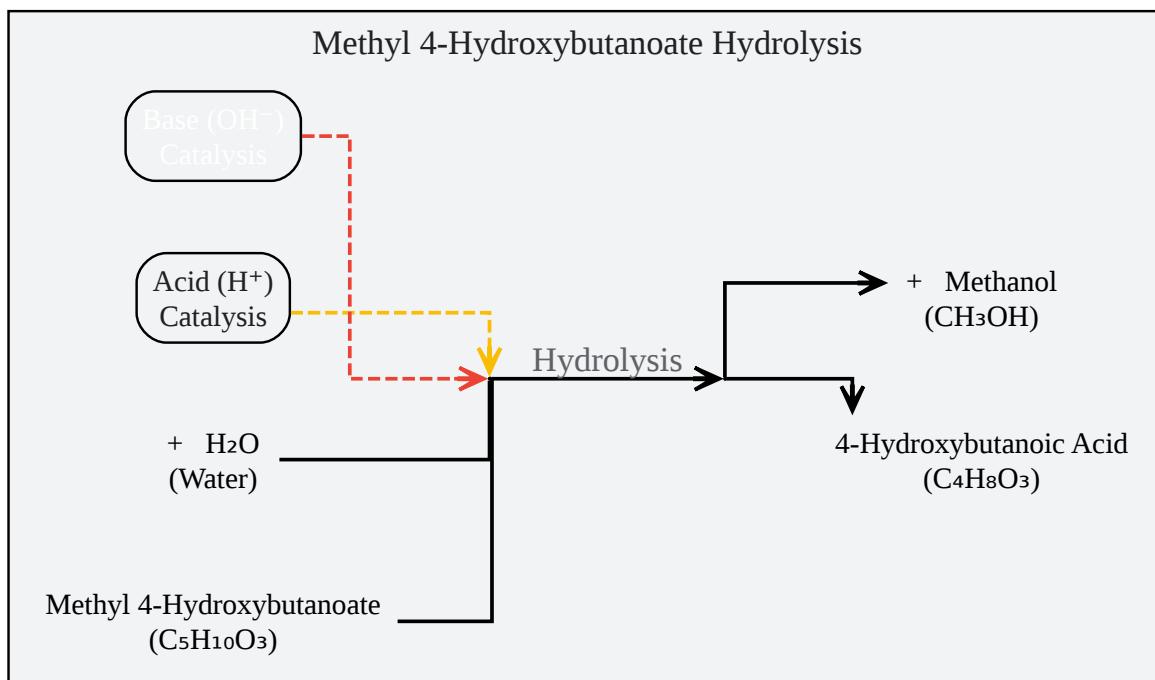 Methyl 4-Hydroxybutanoate Hydrolysis
Base (OH⁻)
Catalysis
Acid (H⁺)
Catalysis
+ Methanol
(CH₃OH)
Hydrolysis
+ H₂O
(Water)
4-Hydroxybutanoic Acid
(C₄H₈O₃)
Methyl 4-Hydroxybutanoate
(C₅H₁₀O₃)